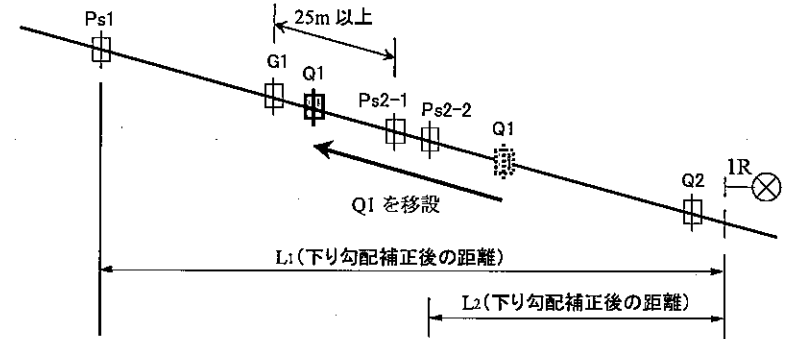 Ps1
25m 以上
G1
Q1
Ps2-1
Ps2-2
Q1
1R
Q2
Q1 を移設
L1(下り勾配補正後の距離)
L2(下り勾配補正後の距離)